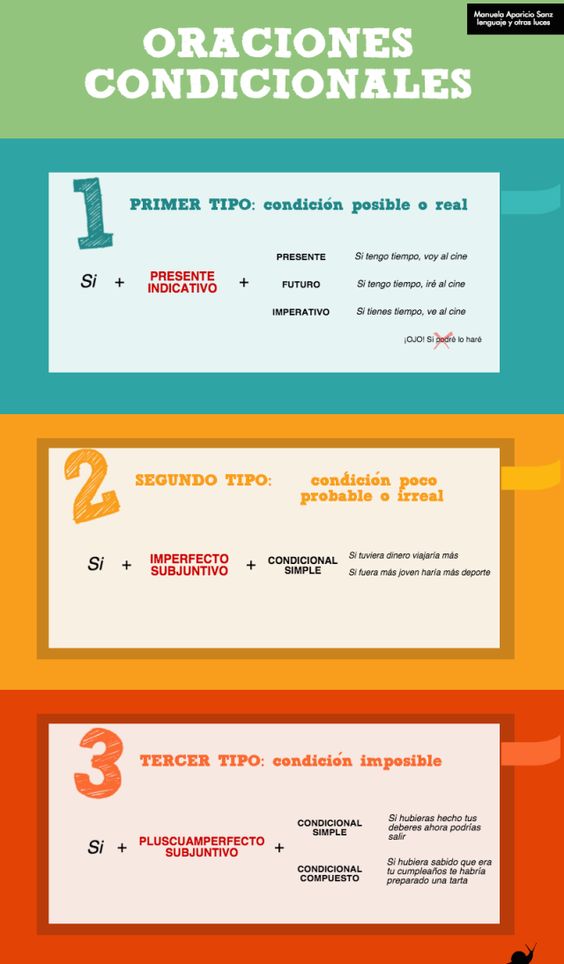 Manuela Aparicio Sanz
lenguaje y otras luces
ORACIONES
CONDICIONALES
1
PRIMER TIPO: condición posible o real
Si + PRESENTE
INDICATIVO +
PRESENTE Si tengo tiempo, voy al cine
FUTURO Si tengo tiempo, iré al cine
IMPERATIVO Si tienes tiempo, ve al cine
¡OJO! Si podré lo haré
2
SEGUNDO TIPO: condición poco
probable o irreal
Si + IMPERFECTO
SUBJUNTIVO +
CONDICIONAL
SIMPLE
Si tuviera dinero viajaría más
Si fuera más joven haría más deporte
3
TERCER TIPO: condición imposible
Si + PLUSCUAMPERFECTO
SUBJUNTIVO +
CONDICIONAL
SIMPLE
Si hubieras hecho tus
deberes ahora podrías
salir
CONDICIONAL
COMPUESTO
Si hubiera sabido que era
tu cumpleaños te habría
preparado una tarta